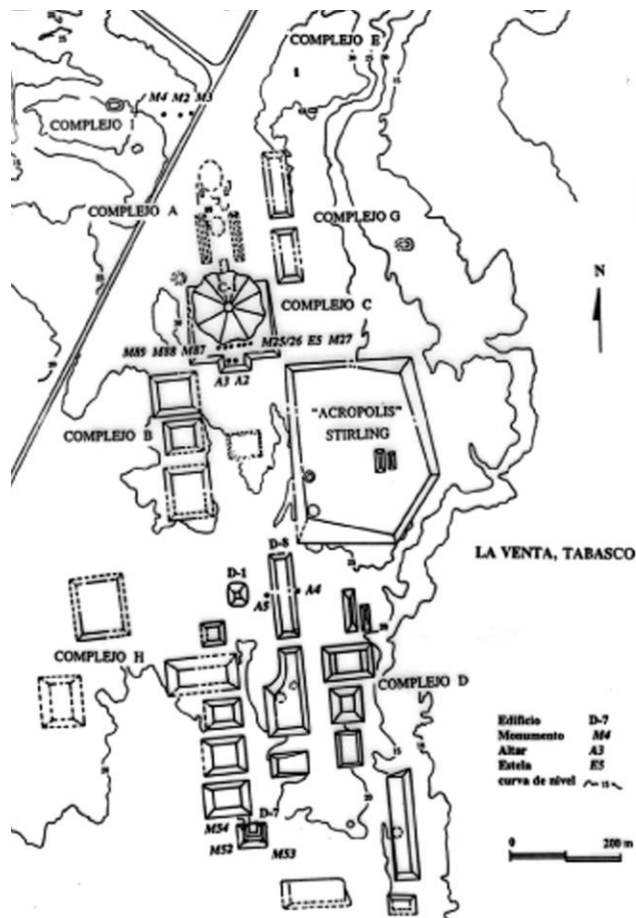 COMPLEJO E
M4 M2 M3
COMPLEJO I
COMPLEJO A
COMPLEJO G
N
C-1
COMPLEJO C
M89 M88 M87
M25/26 E5 M27
A3 A2
"ACROPOLIS"
STIRLING
COMPLEJO B
D-8
LA VENTA, TABASCO
D-1
A5
A4
COMPLEJO H
COMPLEJO D
Edificio D-7
Monumento M4
Altar A3
Estela E5
curva de nivel 15
M54
D-7
M52
M53
0 200 m